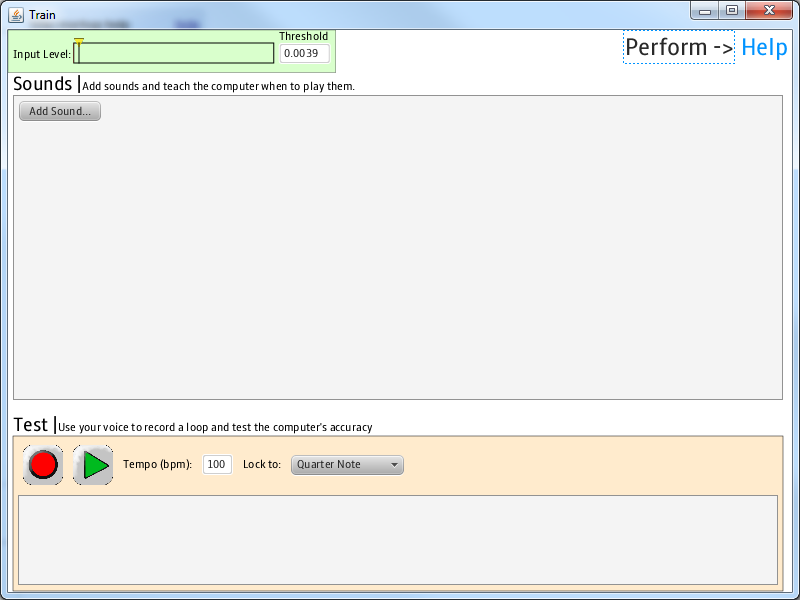 Train
Threshold
Input Level:
0.0039
Perform -> Help
Sounds |Add sounds and teach the computer when to play them.
Add Sound...
Test |Use your voice to record a loop and test the computer's accuracy
Tempo (bpm): 100 Lock to: Quarter Note